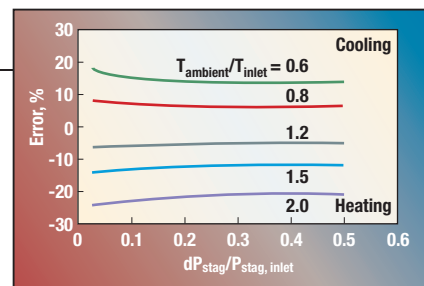 30
20
10
0
-10
-20
-30
Error, %
Cooling
T_ambient/T_inlet = 0.6
0.8
1.2
1.5
2.0
Heating
0 0.1 0.2 0.3 0.4 0.5 0.6
dP_stag/P_stag, inlet